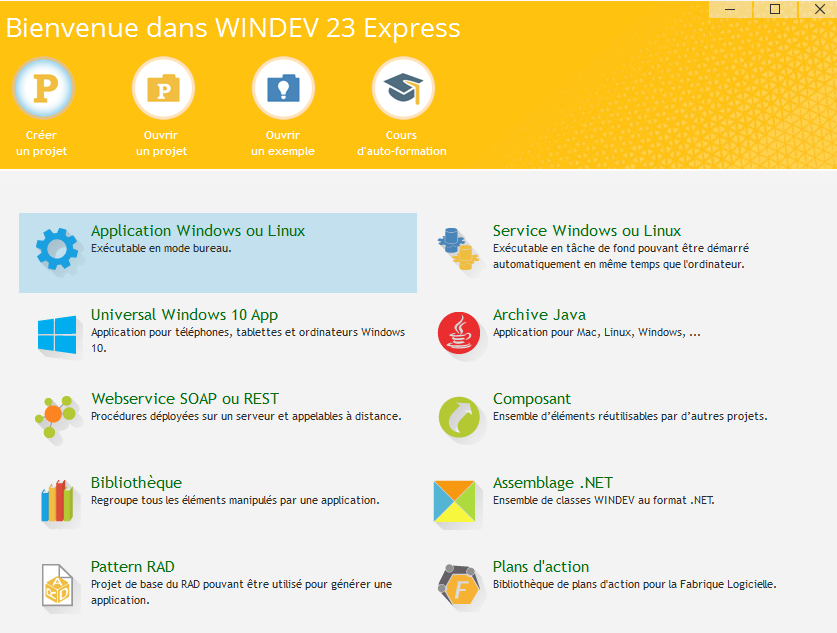 Bienvenue dans WINDEV 23 Express
P
Créer
un projet
P
Ouvrir
un projet
Ouvrir
un exemple
Cours
d'auto-formation
Application Windows ou Linux
Exécutable en mode bureau.
Service Windows ou Linux
Exécutable en tâche de fond pouvant être démarré
automatiquement en même temps que l'ordinateur.
Universal Windows 10 App
Application pour téléphones, tablettes et ordinateurs Windows
10.
Archive Java
Application pour Mac, Linux, Windows, ...
Webservice SOAP ou REST
Procédures déployées sur un serveur et appelables à distance.
Composant
Ensemble d’éléments réutilisables par d’autres projets.
Bibliothèque
Regroupe tous les éléments manipulés par une application.
Assemblage .NET
Ensemble de classes WINDEV au format .NET.
Pattern RAD
Projet de base du RAD pouvant être utilisé pour générer une
application.
Plans d'action
Bibliothèque de plans d'action pour la Fabrique Logicielle.
F